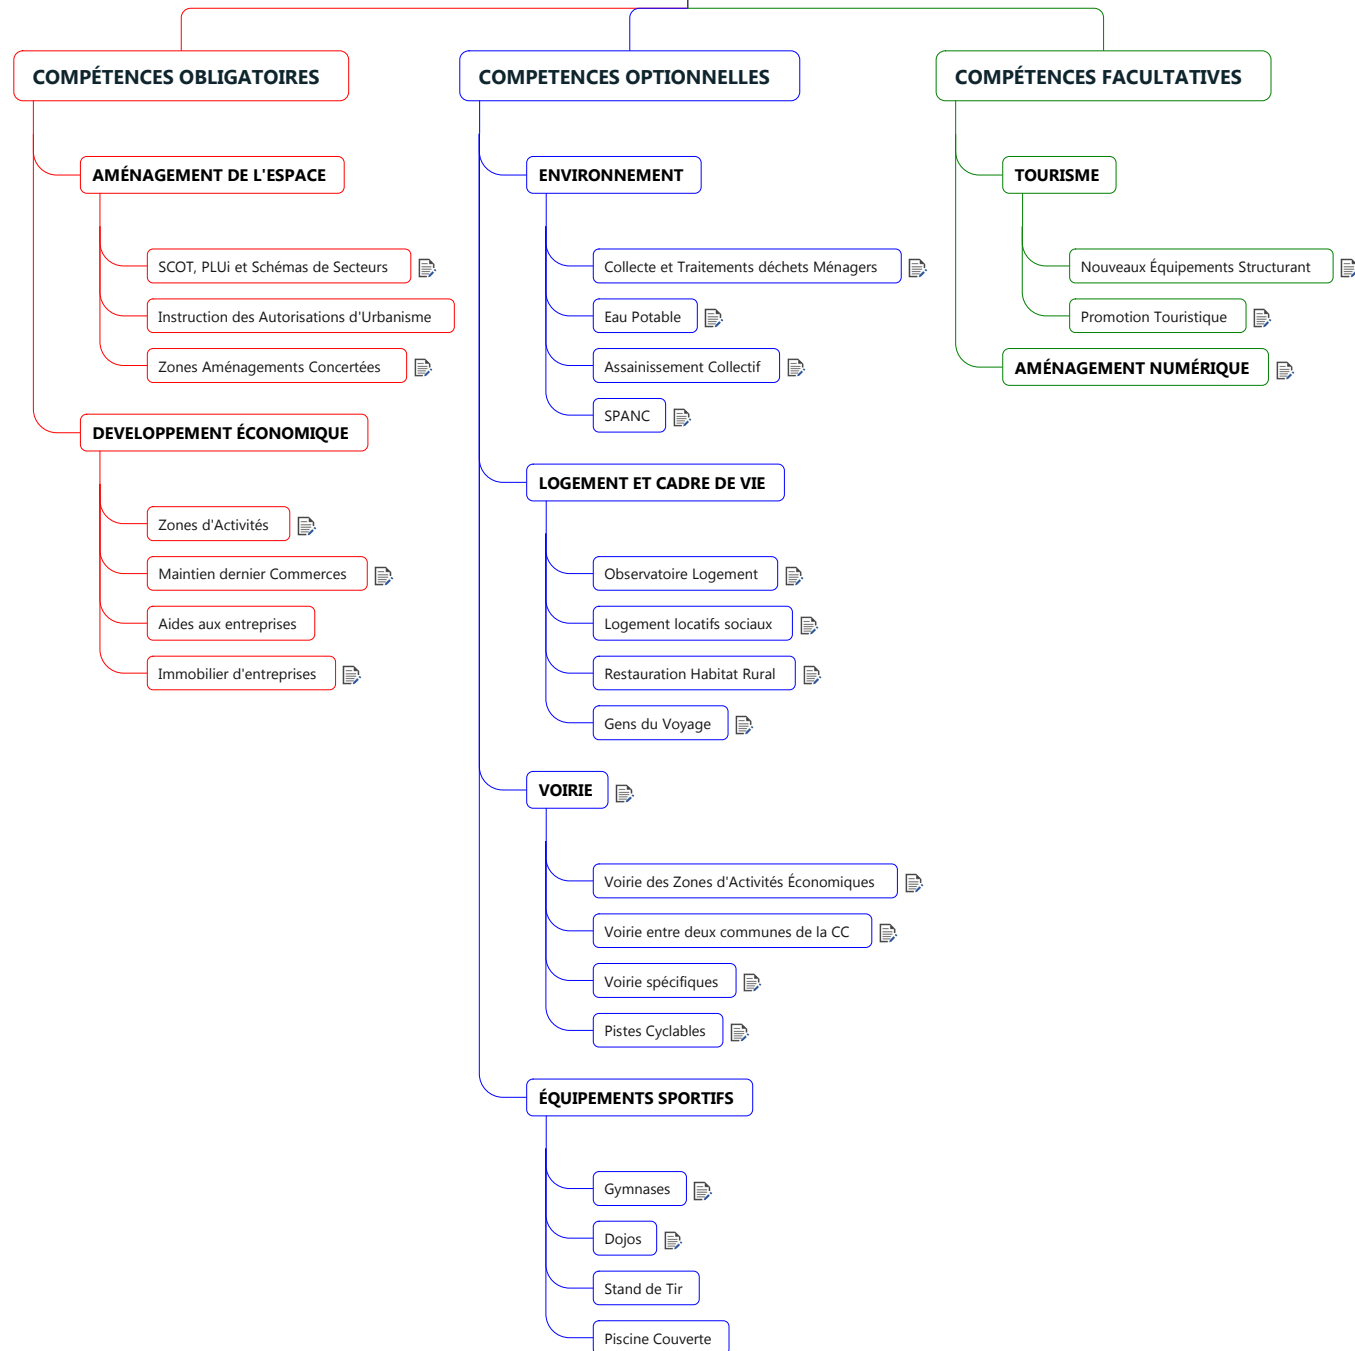 COMPÉTENCES OBLIGATOIRES
AMÉNAGEMENT DE L'ESPACE
SCOT, PLUi et Schémas de Secteurs
Instruction des Autorisations d'Urbanisme
Zones Aménagements Concertées
DEVELOPPEMENT ÉCONOMIQUE
Zones d'Activités
Maintien dernier Commerces
Aides aux entreprises
Immobilier d'entreprises
COMPETENCES OPTIONNELLES
ENVIRONNEMENT
Collecte et Traitements déchets Ménagers
Eau Potable
Assainissement Collectif
SPANC
LOGEMENT ET CADRE DE VIE
Observatoire Logement
Logement locatifs sociaux
Restauration Habitat Rural
Gens du Voyage
VOIRIE
Voirie des Zones d'Activités Économiques
Voirie entre deux communes de la CC
Voirie spécifiques
Pistes Cyclables
ÉQUIPEMENTS SPORTIFS
Gymnases
Dojos
Stand de Tir
Piscine Couverte
COMPÉTENCES FACULTATIVES
TOURISME
Nouveaux Équipements Structurant
Promotion Touristique
AMÉNAGEMENT NUMÉRIQUE